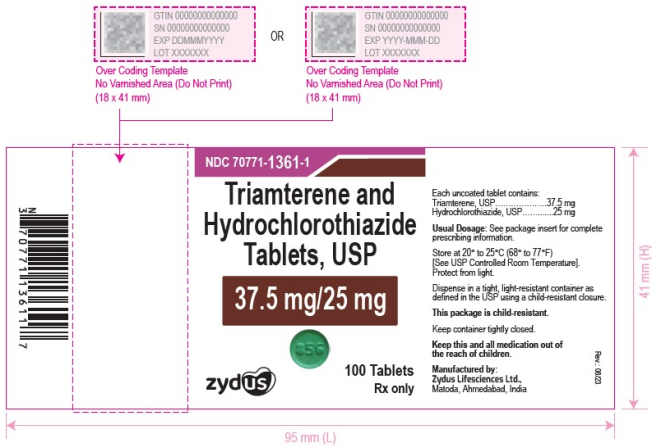 GTIN 00000000000000
SN 00000000000000
EXP DDMMMYYYY
LOT XXXXXXX
OR
GTIN 00000000000000
SN 00000000000000
EXP YYYY-MMM-DD
LOT XXXXXXX
Over Coding Template
No Varnished Area (Do Not Print)
(18 x 41 mm)
Over Coding Template
No Varnished Area (Do Not Print)
(18 x 41 mm)
N
3 70771 13611 7
NDC 70771-1361-1
Triamterene and
Hydrochlorothiazide
Tablets, USP
37.5 mg/25 mg
zydus
100 Tablets
Rx only
Each uncoated tablet contains:
Triamterene, USP....................37.5 mg
Hydrochlorothiazide, USP..........25 mg
Usual Dosage: See package insert for complete
prescribing information.
Store at 20° to 25°C (68° to 77°F)
[See USP Controlled Room Temperature].
Protect from light.
Dispense in a tight, light-resistant container as
defined in the USP using a child-resistant closure.
This package is child-resistant.
Keep container tightly closed.
Keep this and all medication out of
the reach of children.
Manufactured by:
Zydus Lifesciences Ltd.,
Matoda, Ahmedabad, India
Rev.: 08/23
41 mm (H)
95 mm (L)